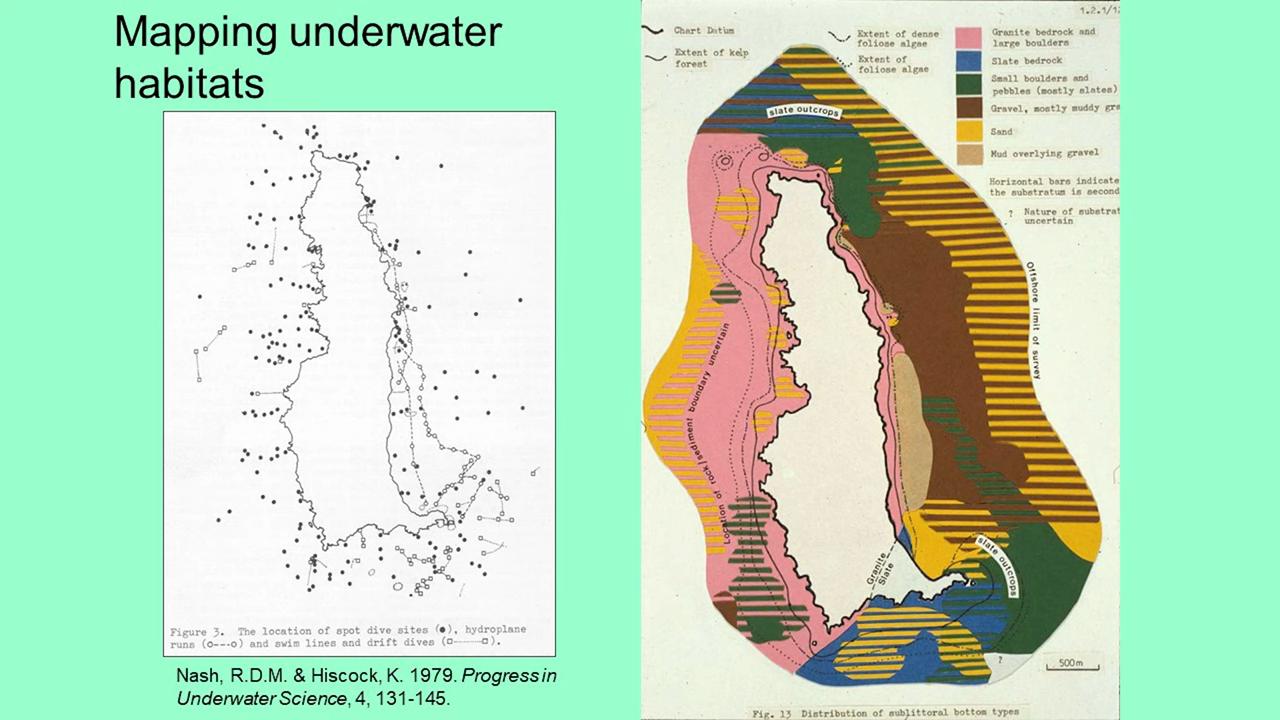 Mapping underwater
habitats
Figure 3. The location of spot dive sites (●), hydroplane
runs (o---o) and swim lines and drift dives (□-----□).
Nash, R.D.M. & Hiscock, K. 1979. Progress in
Underwater Science, 4, 131-145.
1.2.1/1
Chart Datum
Extent of kelp
forest
Extent of dense
foliose algae
Extent of
foliose algae
Granite bedrock and
large boulders
Slate bedrock
Small boulders and
pebbles (mostly slates)
Gravel, mostly muddy gra
Sand
Mud overlying gravel
Horizontal bars indicate
the substratum is second
? Nature of substrat
uncertain
slate outcrops
Offshore limit of survey
Location of rock/sediment boundary uncertain
Granite
Slate
slate outcrops
?
500m
Fig. 13 Distribution of sublittoral bottom types